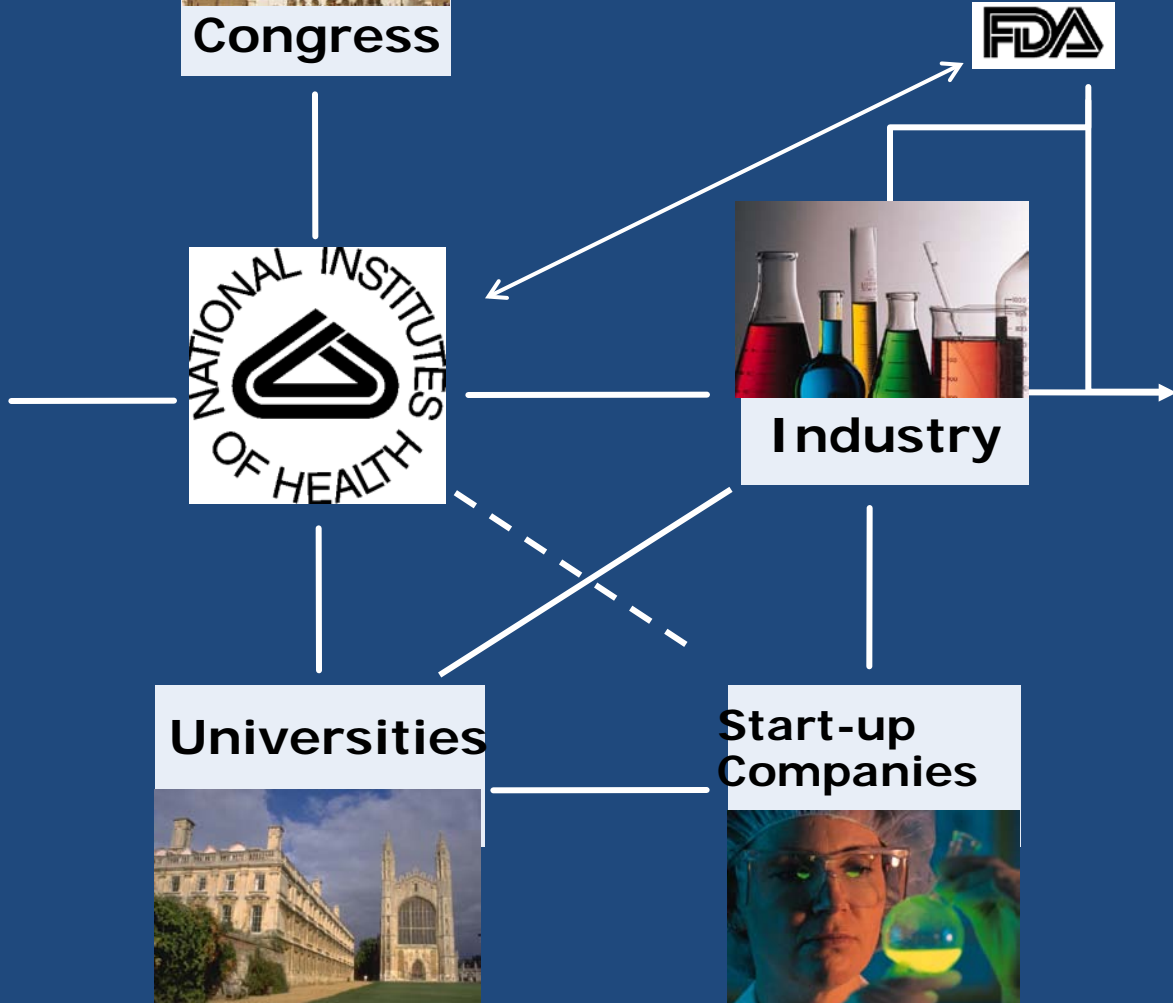 Congress
FDA
NATIONAL INSTITUTES
OF HEALTH
Industry
Universities
Start-up
Companies